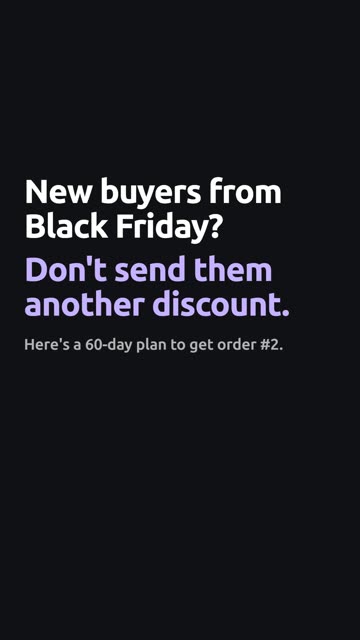 New buyers from
Black Friday?
Don't send them
another discount.
Here's a 60-day plan to get order #2.